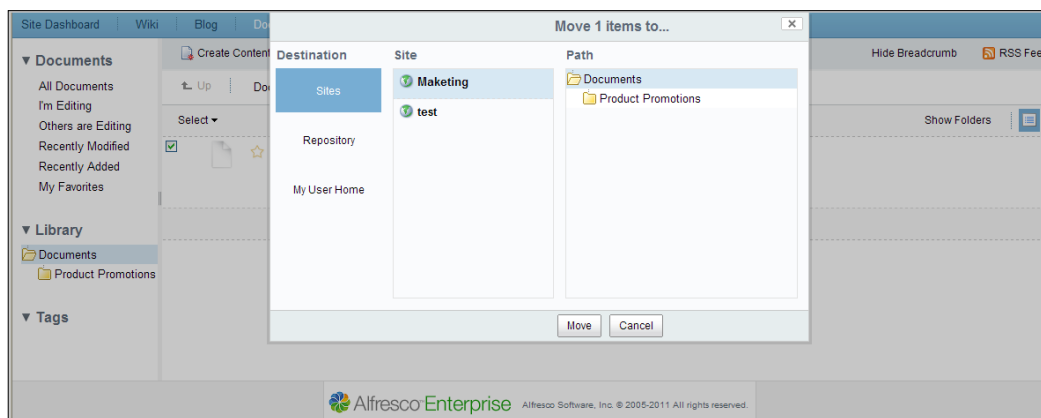 Site Dashboard Wiki Blog Do
Move 1 items to...
▼ Documents
All Documents
I'm Editing
Others are Editing
Recently Modified
Recently Added
My Favorites
▼ Library
Documents
Product Promotions
▼ Tags
Create Content
Up Do
Select
Destination
Sites
Repository
My User Home
Site
Maketing
test
Path
Documents
Product Promotions
Move Cancel
Hide Breadcrumb RSS Fee
Show Folders
Alfresco Enterprise Alfresco Software, Inc. © 2005-2011 All rights reserved.